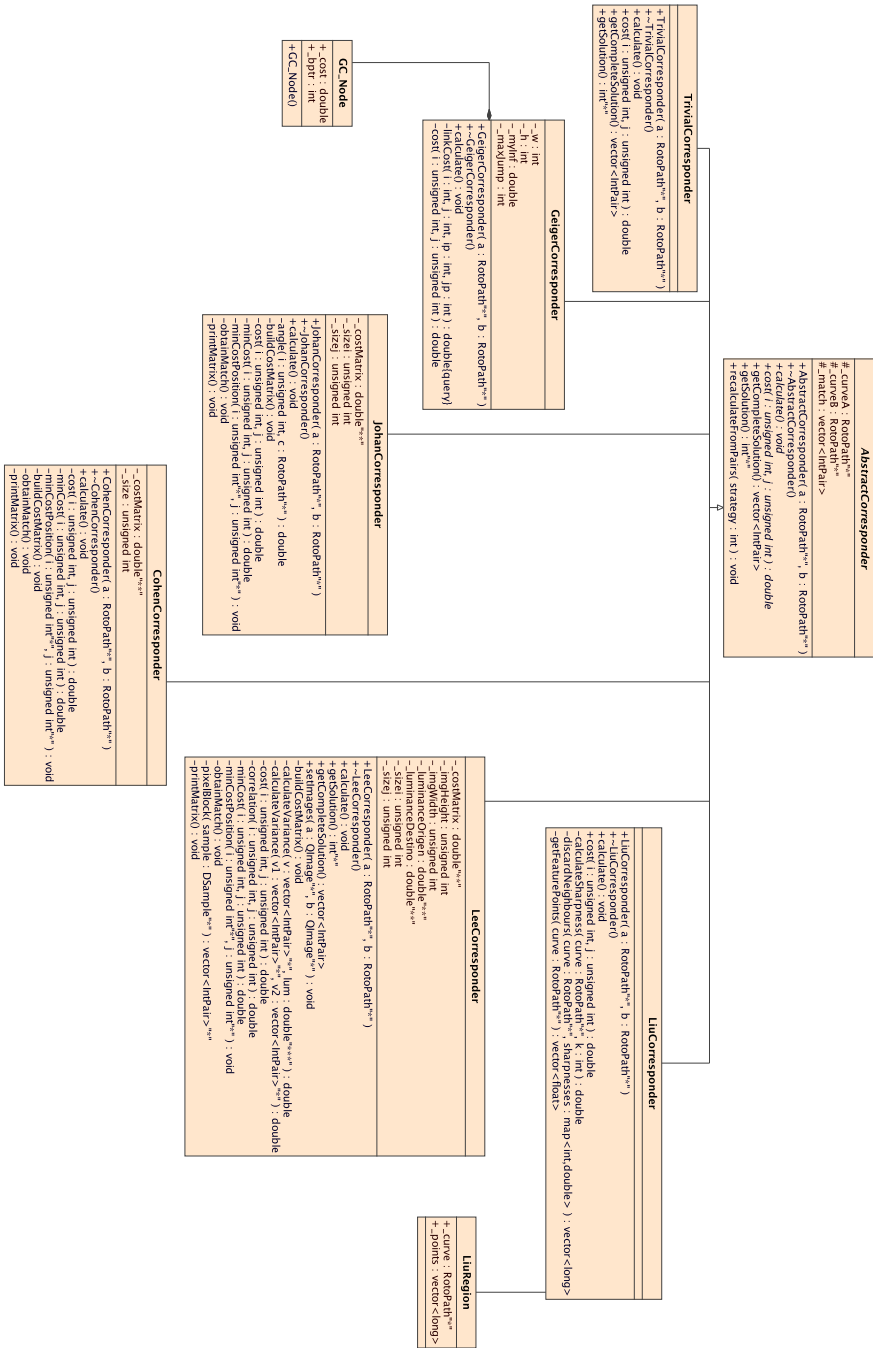 AbstractCorresponder
#_curveA : RotoPath"*"
#_curveB : RotoPath"*"
#_match : vector<IntPair>
+AbstractCorresponder( a : RotoPath"*", b : RotoPath"*" )
+~AbstractCorresponder()
+calculate() : void
+cost( i : unsigned int, j : unsigned int ) : double
+getCompleteSolution() : vector<IntPair>
+getSolution() : int"*"
+recalculateFromPairs( strategy : int ) : void
TrivialCorresponder
+TrivialCorresponder( a : RotoPath"*", b : RotoPath"*" )
+~TrivialCorresponder()
+calculate() : void
+cost( i : unsigned int, j : unsigned int ) : double
+getCompleteSolution() : vector<IntPair>
+getSolution() : int"*"
GeigerCorresponder
-_w : int
-_h : int
-_myInf : double
-_maxJump : int
+GeigerCorresponder( a : RotoPath"*", b : RotoPath"*" )
+~GeigerCorresponder()
+calculate() : void
-linkCost( i : int, j : int, ip : int, jp : int ) : double{query}
-cost( i : unsigned int, j : unsigned int ) : double
GC_Node
+_cost : double
+_bptr : int
+GC_Node()
JohanCorresponder
-_costMatrix : double"**"
-_sizei : unsigned int
-_sizej : unsigned int
+JohanCorresponder( a : RotoPath"*", b : RotoPath"*" )
+~JohanCorresponder()
+calculate() : void
-angle( i : unsigned int, c : RotoPath"*" ) : double
-buildCostMatrix() : void
-cost( i : unsigned int, j : unsigned int ) : double
-minCost( i : unsigned int, j : unsigned int ) : double
-minCostPosition( i : unsigned int"*", j : unsigned int"*" ) : void
-obtainMatch() : void
-printMatrix() : void
CohenCorresponder
-_costMatrix : double"**"
-_size : unsigned int
+CohenCorresponder( a : RotoPath"*", b : RotoPath"*" )
+~CohenCorresponder()
+calculate() : void
-cost( i : unsigned int, j : unsigned int ) : double
-minCost( i : unsigned int, j : unsigned int ) : double
-minCostPosition( i : unsigned int"*", j : unsigned int"*" ) : void
-buildCostMatrix() : void
-obtainMatch() : void
-printMatrix() : void
LeeCorresponder
-_costMatrix : double"**"
-_imgHeight : unsigned int
-_imgWidth : unsigned int
-_luminanceOrigen : double"**"
-_luminanceDestino : double"**"
-_sizei : unsigned int
-_sizej : unsigned int
+LeeCorresponder( a : RotoPath"*", b : RotoPath"*" )
+~LeeCorresponder()
+calculate() : void
+getSolution() : int"*"
+getCompleteSolution() : vector<IntPair>
+setImages( a : QImage"*", b : QImage"*" ) : void
-buildCostMatrix() : void
-calculateVariance( v : vector<IntPair>"*", lum : double"***" ) : double
-calculateVariance( v1 : vector<IntPair>"*", v2 : vector<IntPair>"*" ) : double
-cost( i : unsigned int, j : unsigned int ) : double
-correlation( i : unsigned int, j : unsigned int ) : double
-minCost( i : unsigned int, j : unsigned int ) : double
-minCostPosition( i : unsigned int"*", j : unsigned int"*" ) : void
-obtainMatch() : void
-pixelBlock( sample : DSample"*" ) : vector<IntPair>"*"
-printMatrix() : void
LiuCorresponder
+LiuCorresponder( a : RotoPath"*", b : RotoPath"*" )
+~LiuCorresponder()
+calculate() : void
+cost( i : unsigned int, j : unsigned int ) : double
-calculateSharpness( curve : RotoPath"*", k : int ) : double
-discardNeighbours( curve : RotoPath"*", sharpnesses : map<int,double> ) : vector<long>
-getFeaturePoints( curve : RotoPath"*" ) : vector<float>
LiuRegion
+_curve : RotoPath"*"
+_points : vector<long>